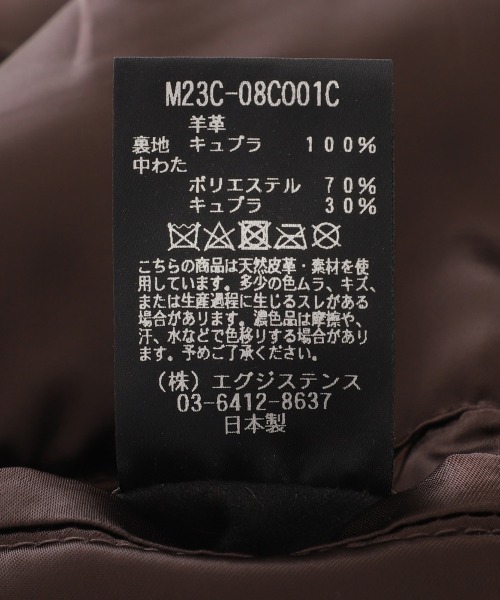 M23C-08C001C
羊革
裏地 キュプラ 100%
中わた
ポリエステル 70%
キュプラ 30%
こちらの商品は天然皮革・素材を使
用しています。多少の色ムラ、キズ、
または生産過程に生じるスレがある
場合があります。濃色品は摩擦や、
汗、水などで色移りする場合があり
ます。予めご了承ください。
(株)エグジステンス
03-6412-8637
日本製